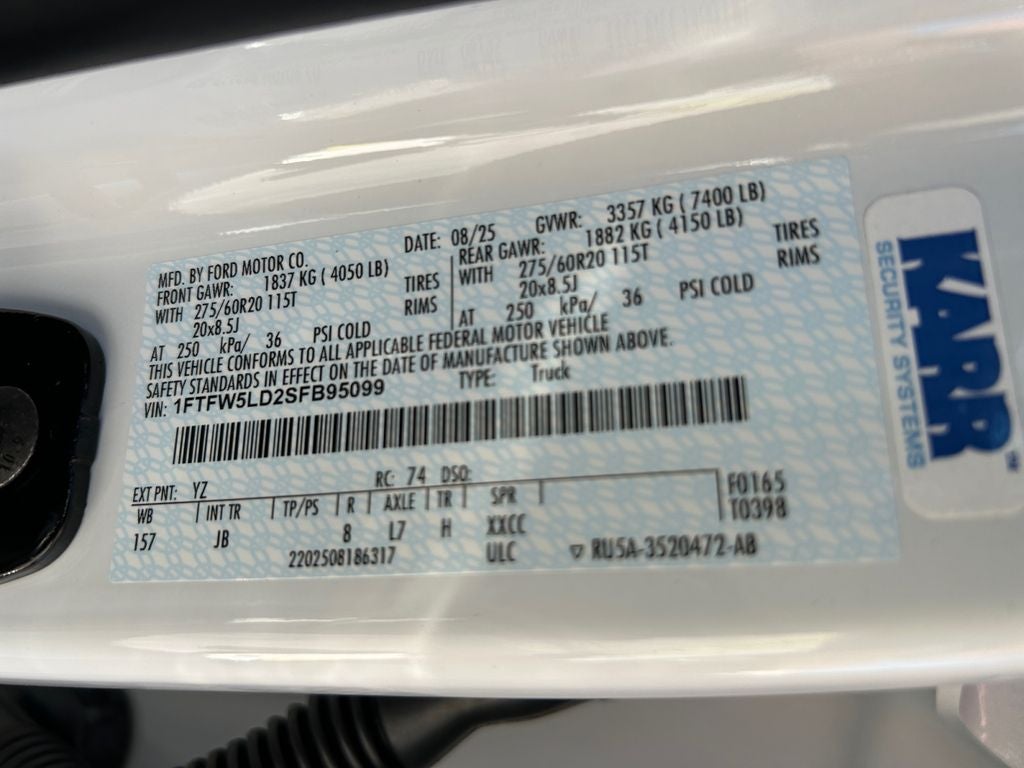 MFD. BY FORD MOTOR CO. DATE: 08/25 GVWR: 3357 KG ( 7400 LB)
FRONT GAWR: 1837 KG ( 4050 LB) REAR GAWR: 1882 KG ( 4150 LB)
WITH 275/60R20 115T TIRES WITH 275/60R20 115T TIRES
20x8.5J RIMS 20x8.5J RIMS
AT 250 kPa/ 36 PSI COLD AT 250 kPa/ 36 PSI COLD
THIS VEHICLE CONFORMS TO ALL APPLICABLE FEDERAL MOTOR VEHICLE
SAFETY STANDARDS IN EFFECT ON THE DATE OF MANUFACTURE SHOWN ABOVE.
VIN: 1FTFW5LD2SFB95099 TYPE: Truck
EXT PNT: YZ RC: 74 DSO:
WB INT TR TP/PS R AXLE TR SPR F0165
157 JB 8 L7 H XXCC T0398
2202508186317 ULC ▽ RU5A-3520472-AB
KARR
SECURITY SYSTEMS